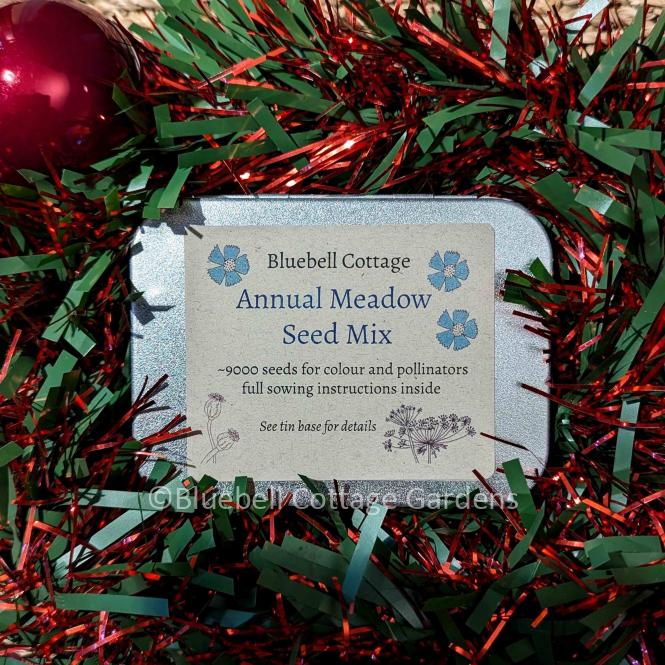 Bluebell Cottage
Annual Meadow
Seed Mix
~9000 seeds for colour and pollinators
full sowing instructions inside
See tin base for details
©Bluebell Cottage Gardens